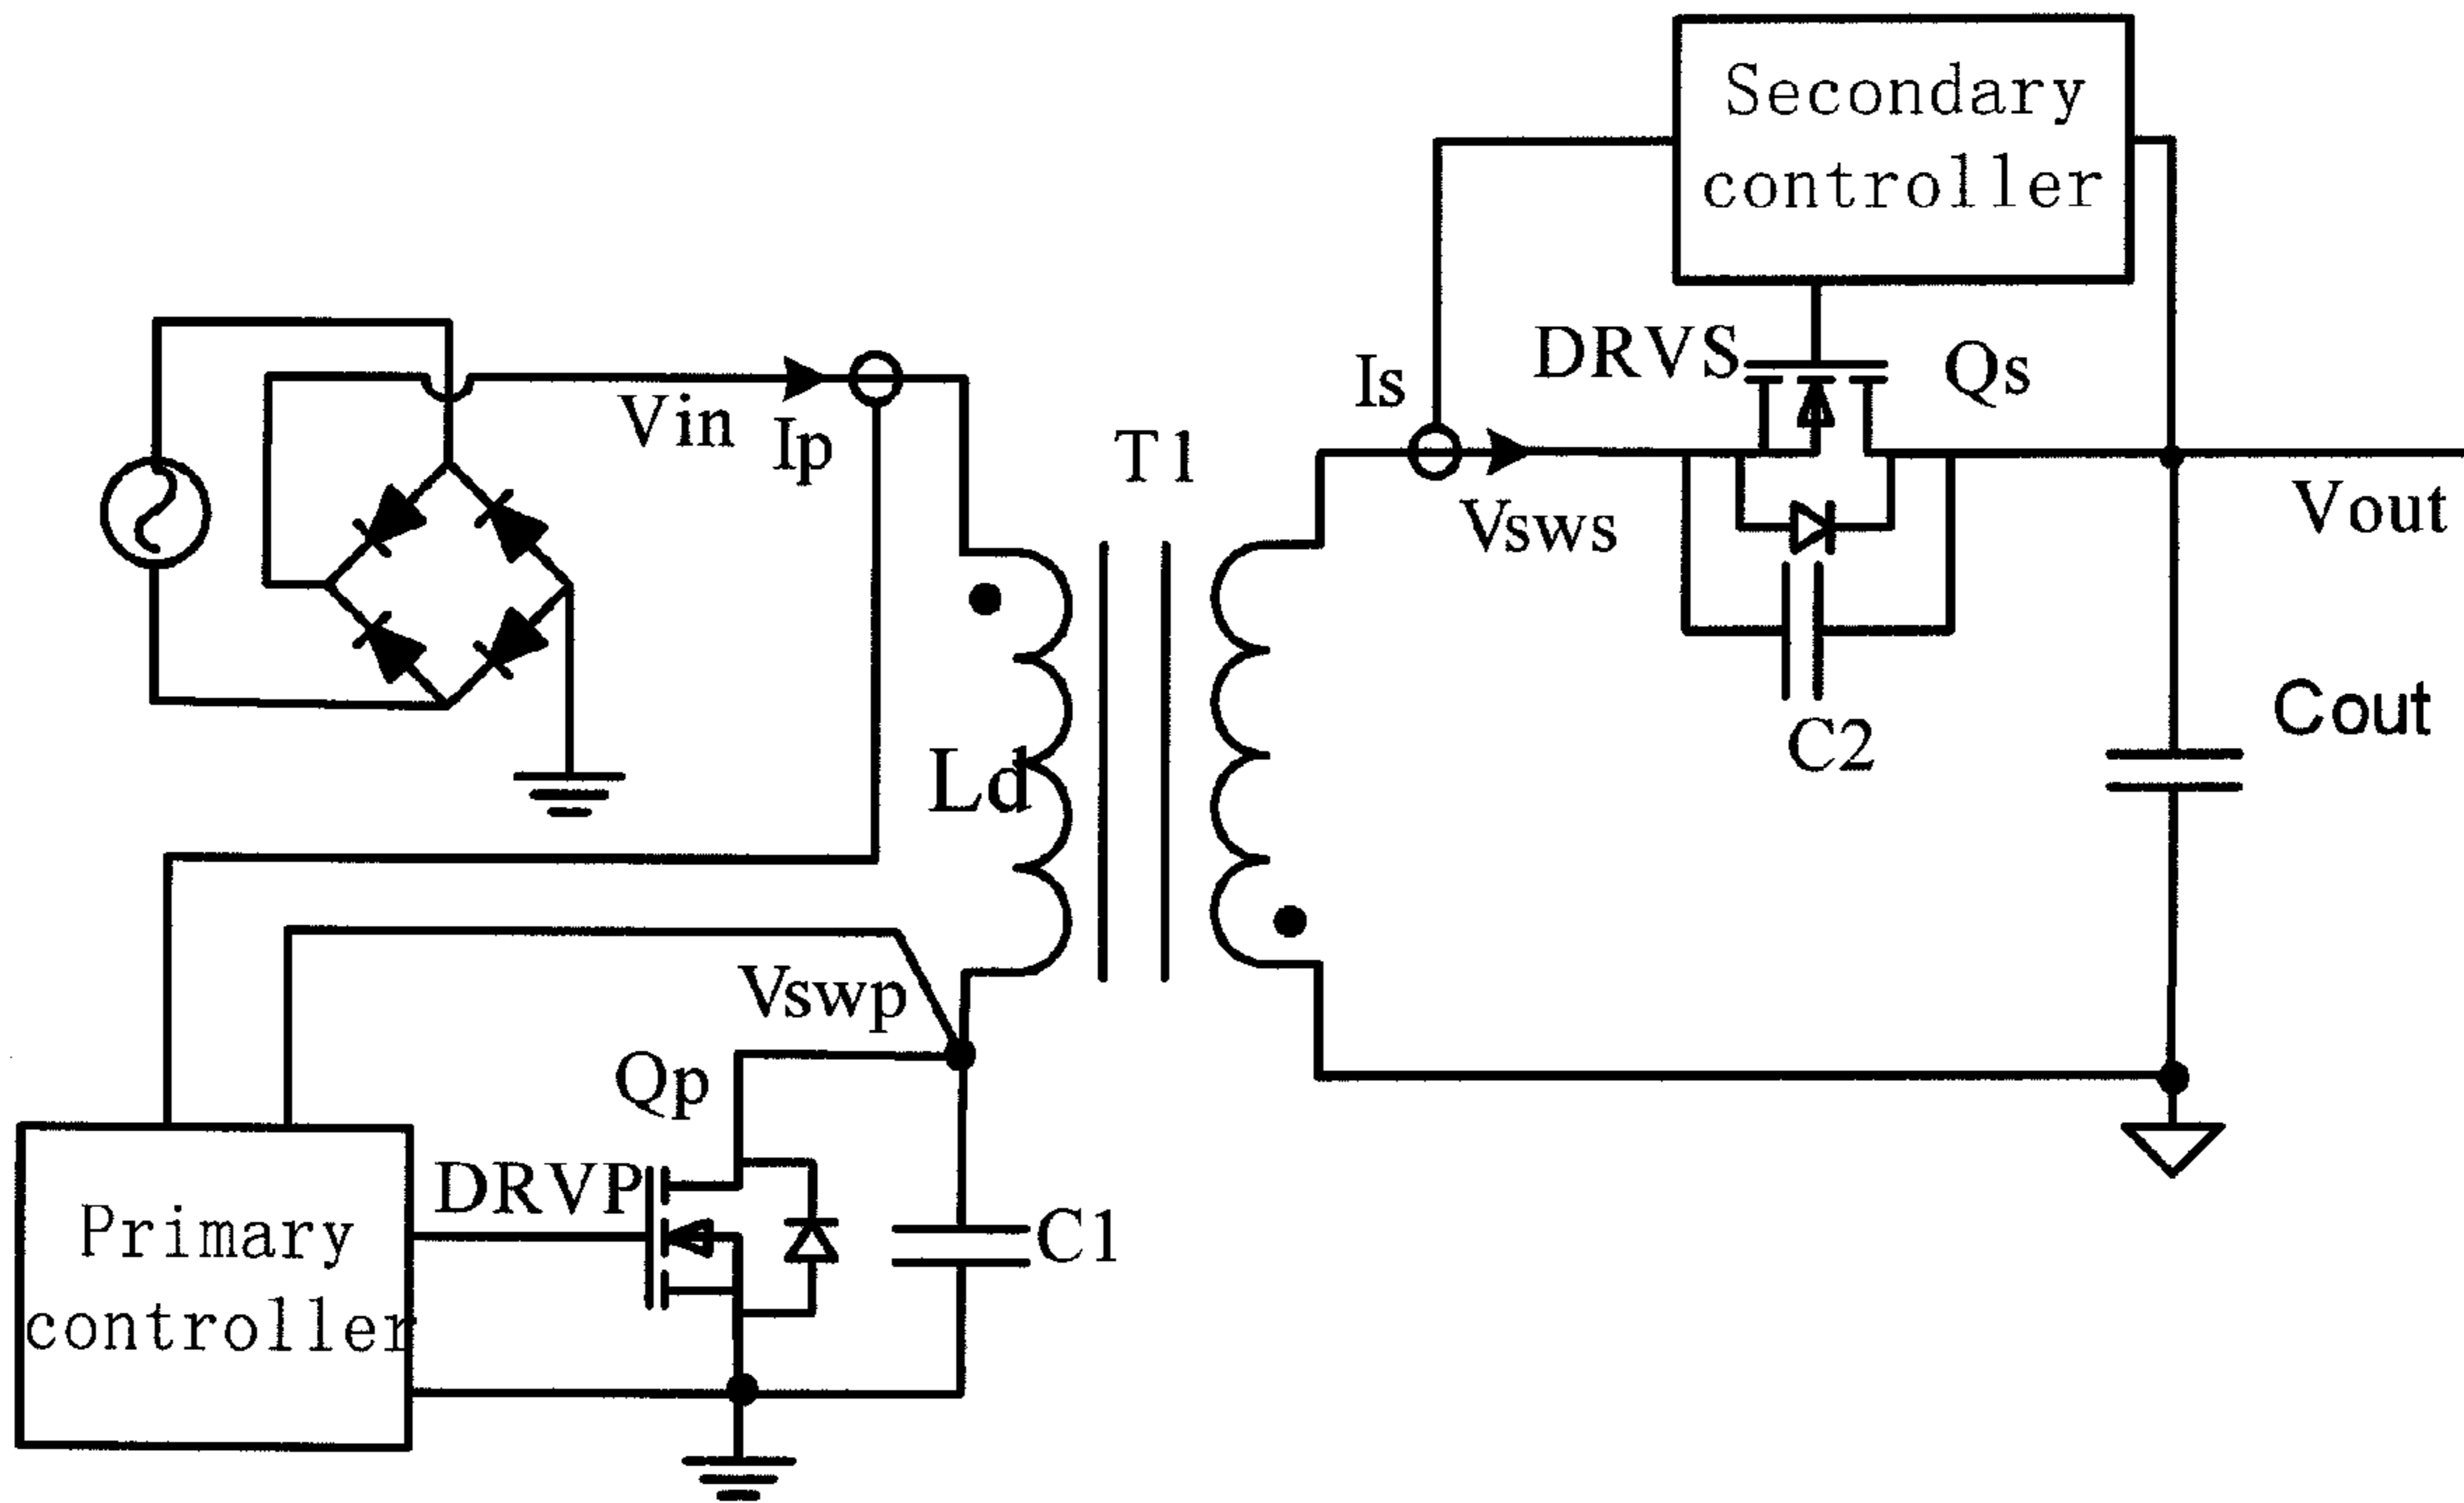 Secondary
controller
DRVS
Qs
Is
Vin
Ip
T1
Vsws
Vout
C2
Cout
Ld
Vswp
Qp
DRVP
Primary
controller
C1